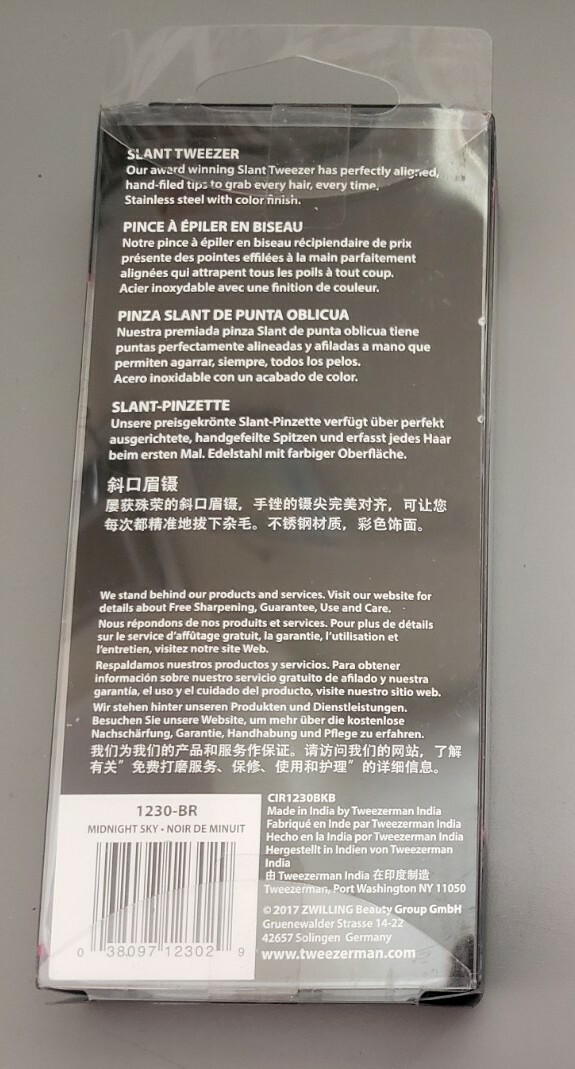 SLANT TWEEZER
Our award winning Slant Tweezer has perfectly aligned,
hand-filed tips to grab every hair, every time.
Stainless steel with color finish.
PINCE À ÉPILER EN BISEAU
Notre pince à épiler en biseau récipiendaire de prix
présente des pointes effilées à la main parfaitement
alignées qui attrapent tous les poils à tout coup.
Acier inoxydable avec une finition de couleur.
PINZA SLANT DE PUNTA OBLICUA
Nuestra premiada pinza Slant de punta oblicua tiene
puntas perfectamente alineadas y afiladas a mano que
permiten agarrar, siempre, todos los pelos.
Acero inoxidable con un acabado de color.
SLANT-PINZETTE
Unsere preisgekrönte Slant-Pinzette verfügt über perfekt
ausgerichtete, handgefeilte Spitzen und erfasst jedes Haar
beim ersten Mal. Edelstahl mit farbiger Oberfläche.
斜口眉镊
屡获殊荣的斜口眉镊，手锉的镊尖完美对齐，可让您
每次都精准地拔下杂毛。不锈钢材质，彩色饰面。
We stand behind our products and services. Visit our website for
details about Free Sharpening, Guarantee, Use and Care.
Nous répondons de nos produits et services. Pour plus de détails
sur le service d'affûtage gratuit, la garantie, l'utilisation et
l'entretien, visitez notre site Web.
Respaldamos nuestros productos y servicios. Para obtener
información sobre nuestro servicio gratuito de afilado y nuestra
garantía, el uso y el cuidado del producto, visite nuestro sitio web.
Wir stehen hinter unseren Produkten und Dienstleistungen.
Besuchen Sie unsere Website, um mehr über die kostenlose
Nachschärfung, Garantie, Handhabung und Pflege zu erfahren.
我们为我们的产品和服务作保证。请访问我们的网站，了解
有关”免费打磨服务、保修、使用和护理”的详细信息。
1230-BR
MIDNIGHT SKY • NOIR DE MINUIT
0 38097 12302 9
CIR1230BKB
Made in India by Tweezerman India
Fabriqué en Inde par Tweezerman India
Hecho en la India por Tweezerman India
Hergestellt in Indien von Tweezerman
India
由 Tweezerman India 在印度制造
Tweezerman, Port Washington NY 11050
© 2017 ZWILLING Beauty Group GmbH
Gruenewalder Strasse 14-22
42657 Solingen Germany
www.tweezerman.com